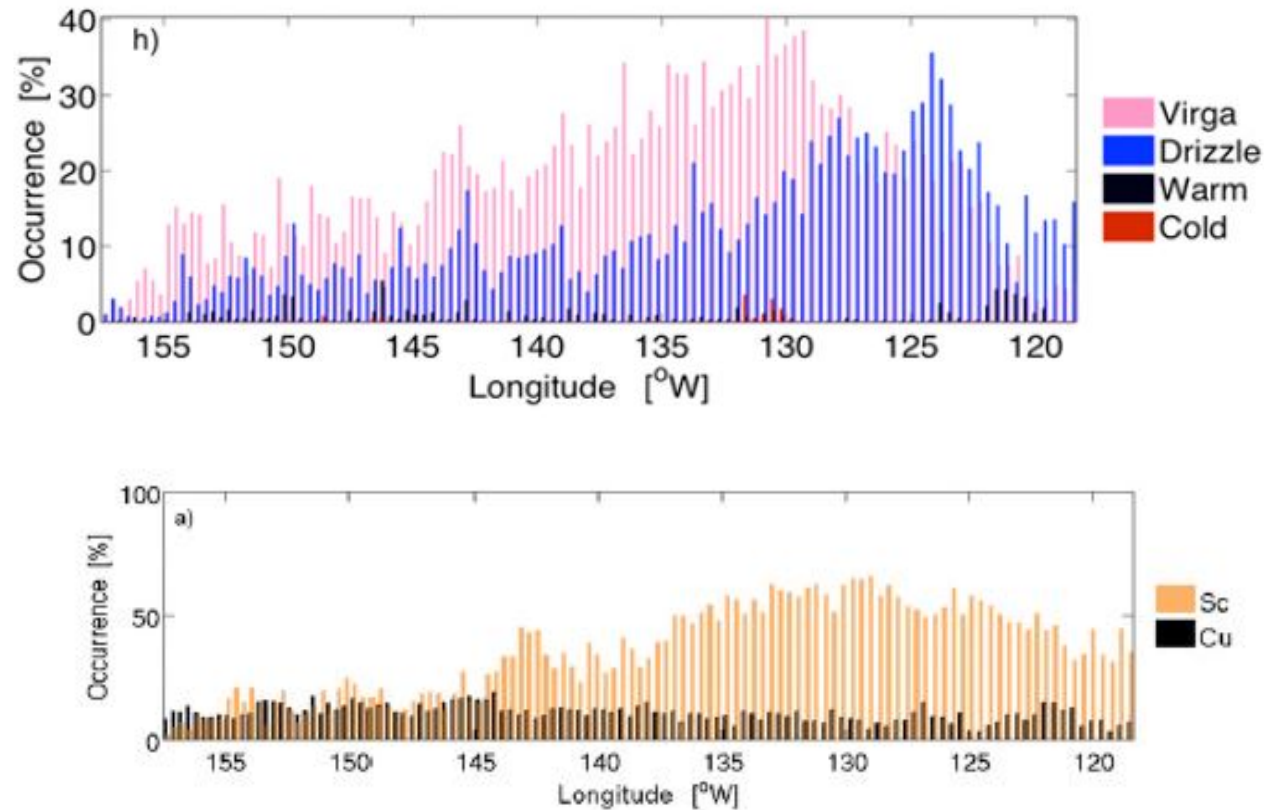 h)
40
30
20
10
0
Occurrence [%]
155 150 145 140 135 130 125 120
Longitude [°W]
Virga
Drizzle
Warm
Cold
a)
100
50
0
Occurrence [%]
155 150 145 140 135 130 125 120
Longitude [°W]
Sc
Cu